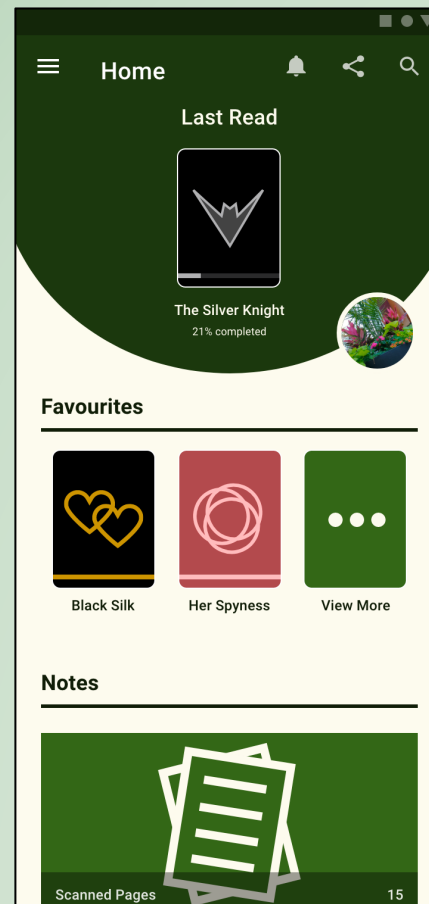 Home
Last Read
The Silver Knight
21% completed
Favourites
Black Silk
Her Spyness
View More
Notes
Scanned Pages
15